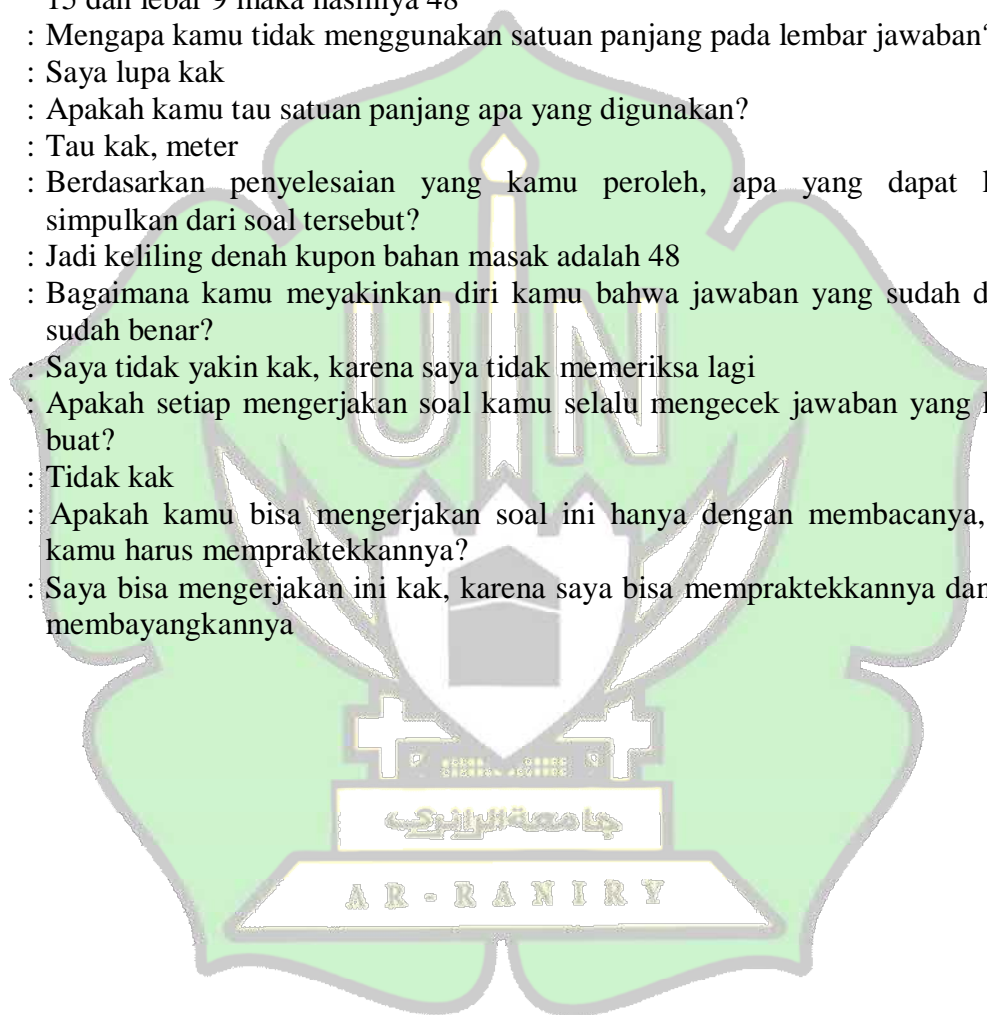 15 dan lebar 9 maka hasilnya 48
: Mengapa kamu tidak menggunakan satuan panjang pada lembar jawaban?
: Saya lupa kak
: Apakah kamu tau satuan panjang apa yang digunakan?
: Tau kak, meter
: Berdasarkan penyelesaian yang kamu peroleh, apa yang dapat
simpulkan dari soal tersebut?
: Jadi keliling denah kupon bahan masak adalah 48
: Bagaimana kamu meyakinkan diri kamu bahwa jawaban yang sudah
sudah benar?
: Saya tidak yakin kak, karena saya tidak memeriksa lagi
: Apakah setiap mengerjakan soal kamu selalu mengecek jawaban yang
buat?
: Tidak kak
: Apakah kamu bisa mengerjakan soal ini hanya dengan membacanya,
kamu harus mempraktekkannya?
: Saya bisa mengerjakan ini kak, karena saya bisa mempraktekkannya dan
membayangkannya
UIN
جامعة الرانري
AR-RANIRY